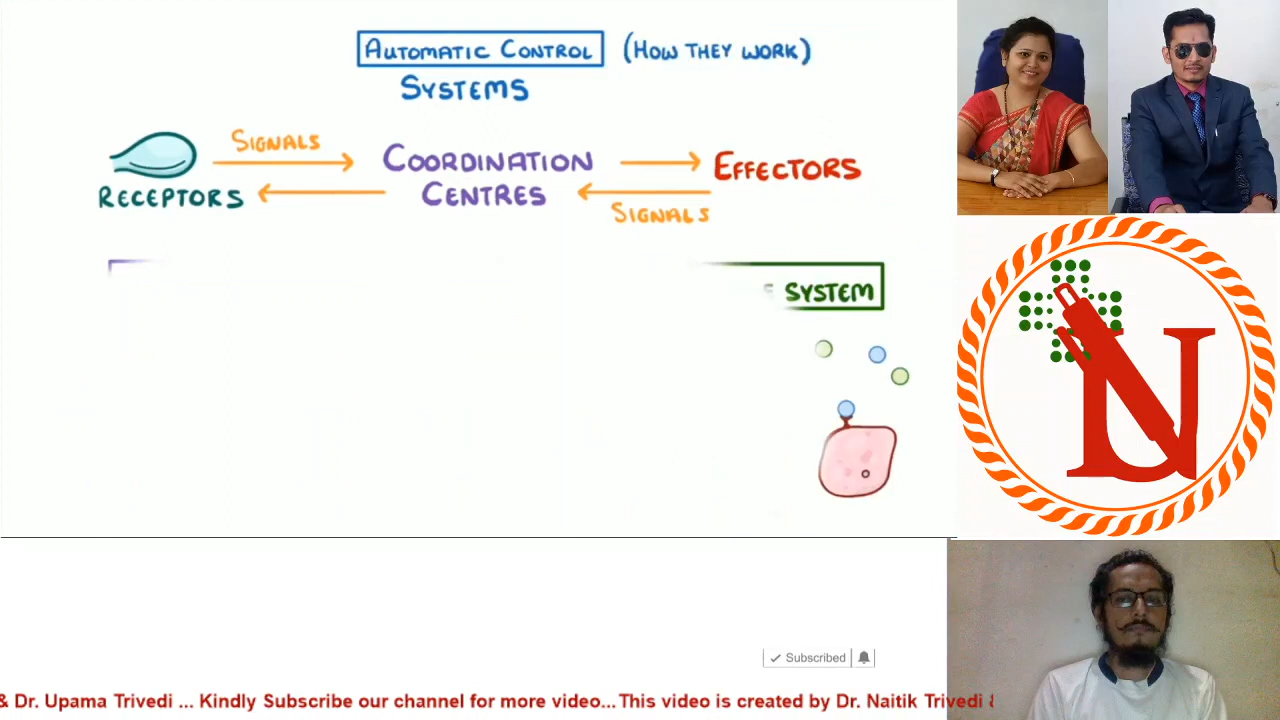 AUTOMATIC CONTROL (HOW THEY WORK)
SYSTEMS
SIGNALS
COORDINATION
CENTRES
EFFECTORS
RECEPTORS
SIGNALS
SYSTEM
N
Subscribed
& Dr. Upama Trivedi ... Kindly Subscribe our channel for more video... This video is created by Dr. Naitik Trivedi &